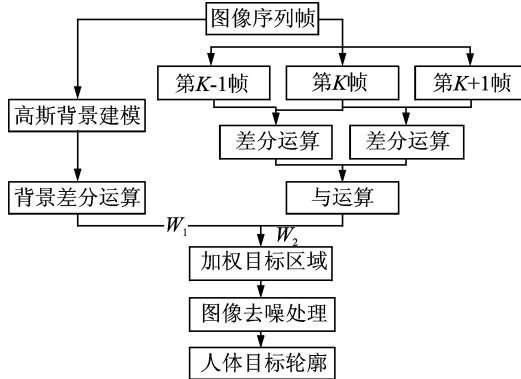 图像序列帧
第K-1帧 第K帧 第K+1帧
高斯背景建模
差分运算 差分运算
背景差分运算 与运算
W₁
W₂
加权目标区域
图像去噪处理
人体目标轮廓